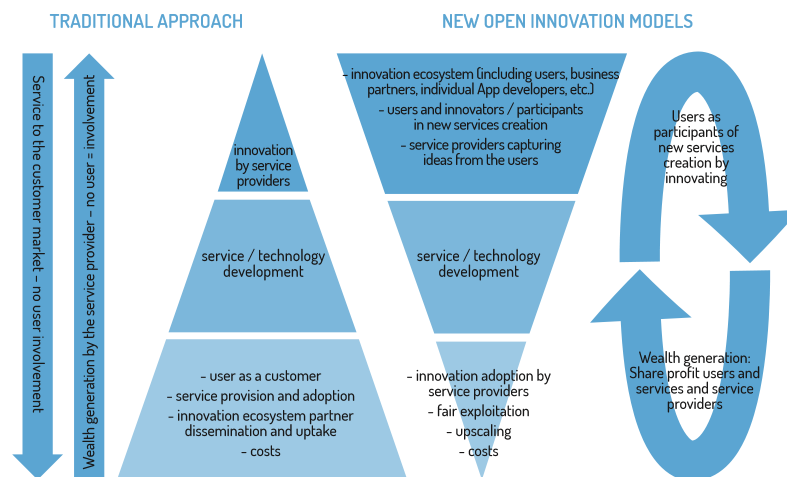 TRADITIONAL APPROACH
NEW OPEN INNOVATION MODELS
Service to the customer market – no user involvement
Wealth generation by the service provider – no user = involvement
innovation
by service
providers
service / technology
development
- user as a customer
- service provision and adoption
- innovation ecosystem partner
dissemination and uptake
- costs
- innovation ecosystem (including users, business
partners, individual App developers, etc.)
- users and innovators / participants
in new services creation
- service providers capturing
ideas from the users
service / technology
development
- innovation adoption by
service providers
- fair exploitation
- upscaling
- costs
Users as
participants of
new services
creation by
innovating
Wealth generation:
Share profit users and
services and service
providers